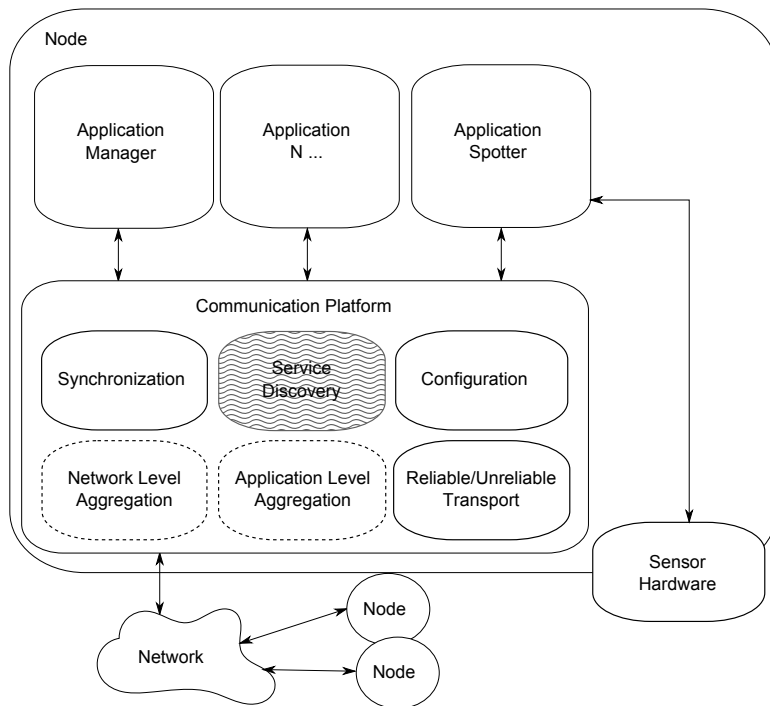 Node
Application
Manager
Application
N ...
Application
Spotter
Communication Platform
Synchronization
Service
Discovery
Configuration
Network Level
Aggregation
Application Level
Aggregation
Reliable/Unreliable
Transport
Sensor
Hardware
Node
Network
Node